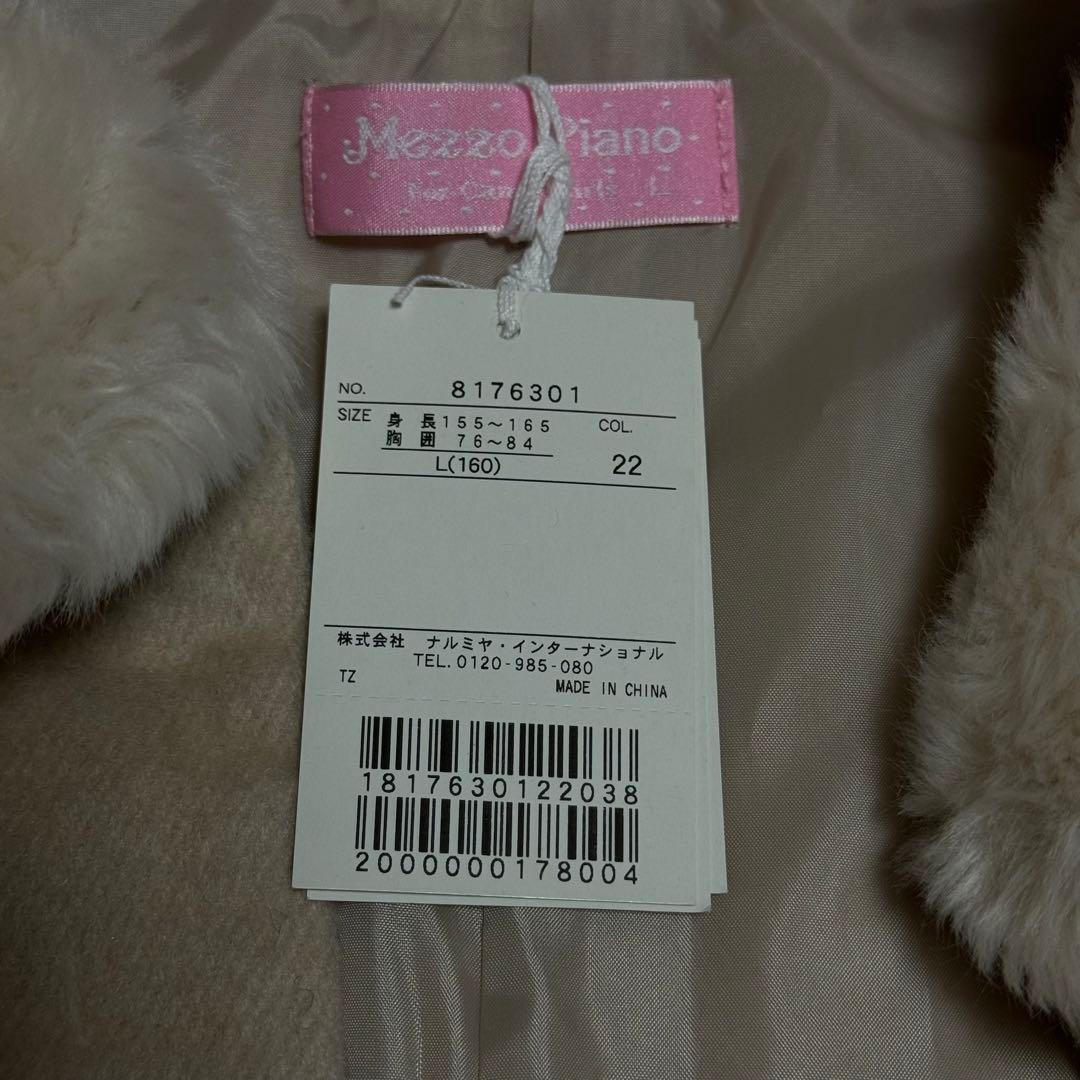 Mezzo Piano
For L
NO. 8176301
SIZE 身長155～165 COL.
胸囲 76～84
L(160) 22
株式会社 ナルミヤ・インターナショナル
TEL.0120-985-080
TZ MADE IN CHINA
1817630122038
2000000178004